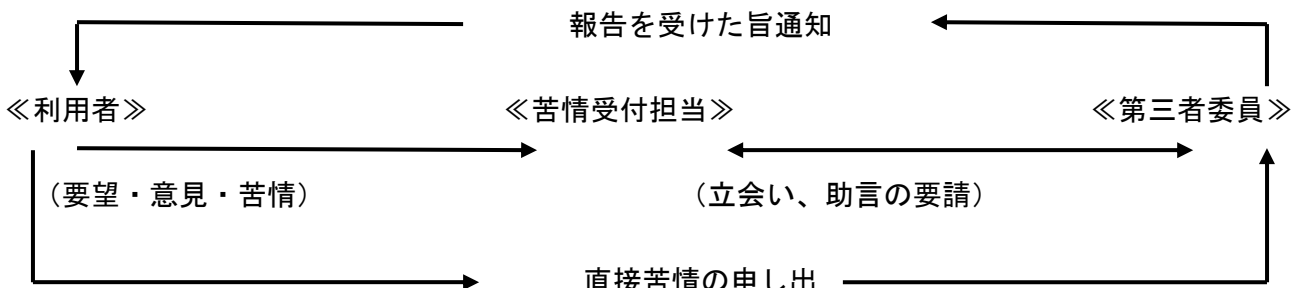 報告を受けた旨通知
≪利用者≫ ≪苦情受付担当≫ ≪第三者委員≫
（要望・意見・苦情） （立会い、助言の要請）
直接苦情の申し出